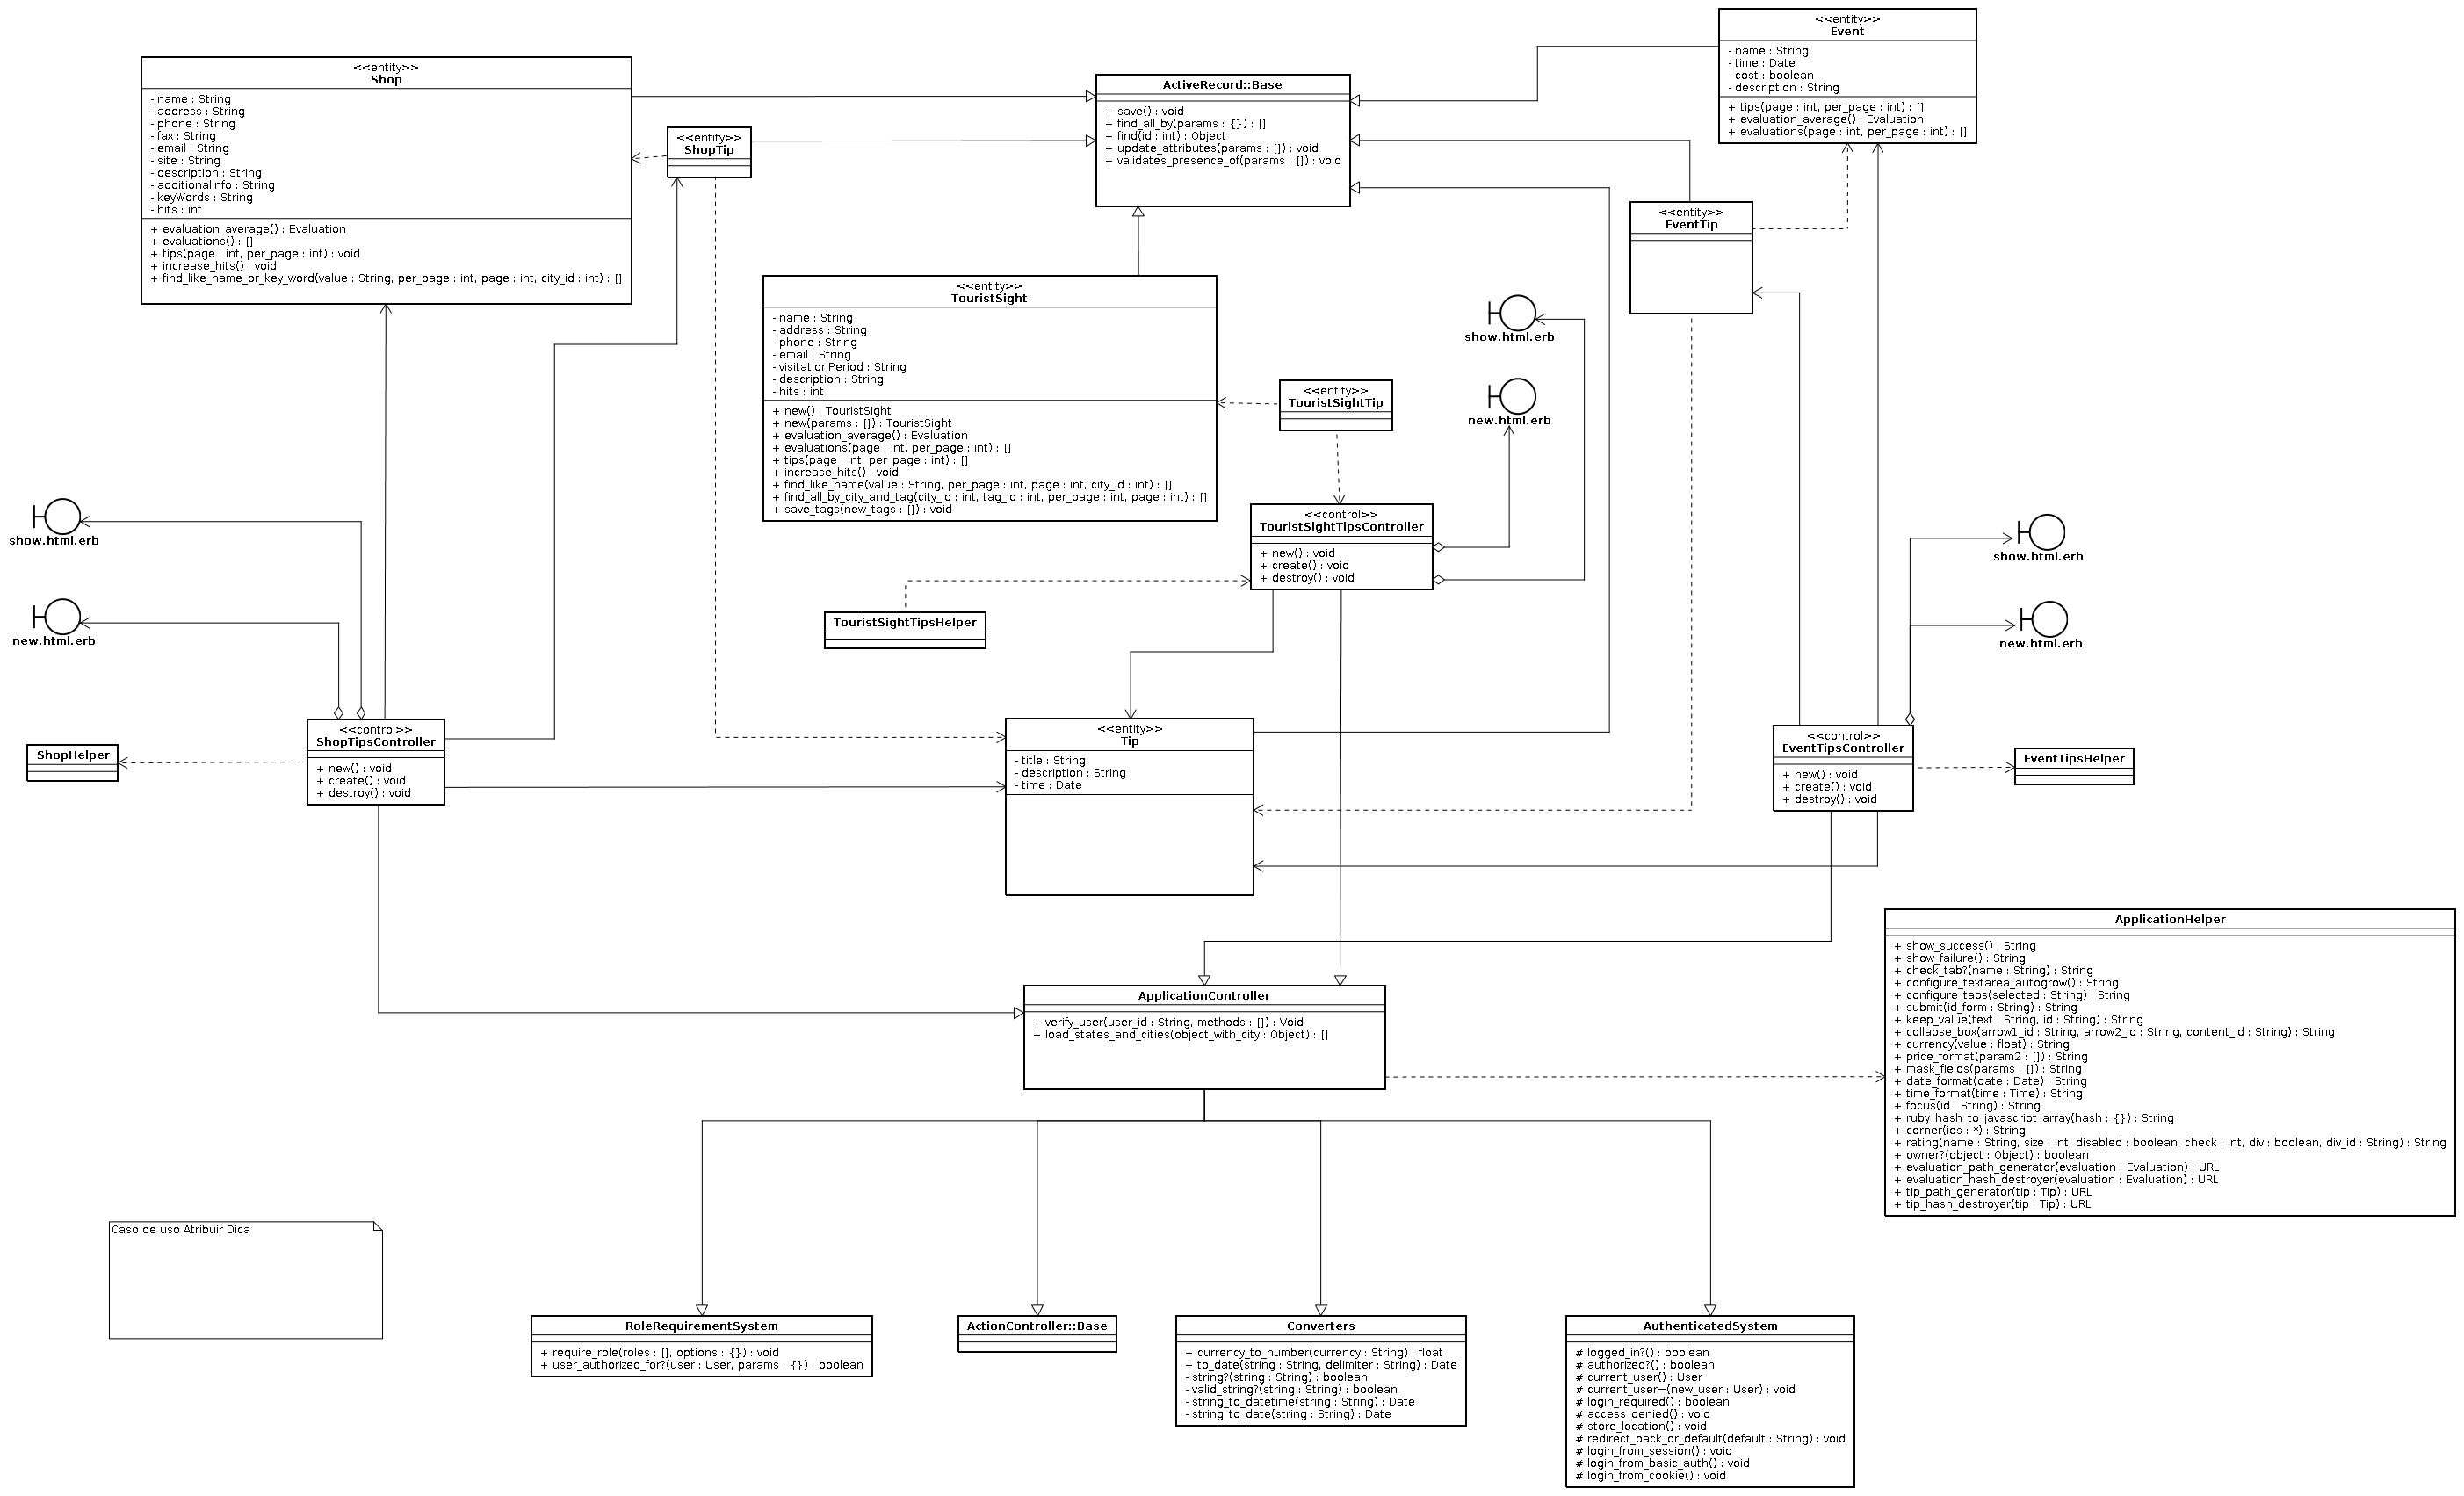 <<entity>>
Event
- name : String
- time : Date
- cost : boolean
- description : String
+ tips(page : int, per_page : int) : []
+ evaluation_average() : Evaluation
+ evaluations(page : int, per_page : int) : []
<<entity>>
Shop
- name : String
- address : String
- phone : String
- fax : String
- email : String
- site : String
- description : String
- additionalInfo : String
- keyWords : String
- hits : int
+ evaluation_average() : Evaluation
+ evaluations() : []
+ tips(page : int, per_page : int) : void
+ increase_hits() : void
+ find_like_name_or_key_word(value : String, per_page : int, page : int, city_id : int) : []
ActiveRecord::Base
+ save() : void
+ find_all_by(params : {}) : []
+ find(id : int) : Object
+ update_attributes(params : []) : void
+ validates_presence_of(params : []) : void
<<entity>>
ShopTip
<<entity>>
EventTip
<<entity>>
TouristSight
- name : String
- address : String
- phone : String
- email : String
- visitationPeriod : String
- description : String
- hits : int
+ new() : TouristSight
+ new(params : []) : TouristSight
+ evaluation_average() : Evaluation
+ evaluations(page : int, per_page : int) : []
+ tips(page : int, per_page : int) : []
+ increase_hits() : void
+ find_like_name(value : String, per_page : int, page : int, city_id : int) : []
+ find_all_by_city_and_tag(city_id : int, tag_id : int, per_page : int, page : int) : []
+ save_tags(new_tags : []) : void
show.html.erb
<<entity>>
TouristSightTip
new.html.erb
<<control>>
TouristSightTipsController
+ new() : void
+ create() : void
+ destroy() : void
show.html.erb
new.html.erb
show.html.erb
new.html.erb
TouristSightTipsHelper
<<control>>
ShopTipsController
+ new() : void
+ create() : void
+ destroy() : void
ShopHelper
<<entity>>
Tip
- title : String
- description : String
- time : Date
<<control>>
EventTipsController
+ new() : void
+ create() : void
+ destroy() : void
EventTipsHelper
ApplicationHelper
+ show_success() : String
+ show_failure() : String
+ check_tab?(name : String) : String
+ configure_textarea_autogrow() : String
+ configure_tabs(selected : String) : String
+ submit(id_form : String) : String
+ keep_value(text : String, id : String) : String
+ collapse_box(arrow1_id : String, arrow2_id : String, content_id : String) : String
+ currency(value : float) : String
+ price_format(param2 : []) : String
+ mask_fields(params : []) : String
+ date_format(date : Date) : String
+ time_format(time : Time) : String
+ focus(id : String) : String
+ ruby_hash_to_javascript_array(hash : {}) : String
+ corner(ids : *) : String
+ rating(name : String, size : int, disabled : boolean, check : int, div : boolean, div_id : String) : String
+ owner?(object : Object) : boolean
+ evaluation_path_generator(evaluation : Evaluation) : URL
+ evaluation_hash_destroyer(evaluation : Evaluation) : URL
+ tip_path_generator(tip : Tip) : URL
+ tip_hash_destroyer(tip : Tip) : URL
ApplicationController
+ verify_user(user_id : String, methods : []) : Void
+ load_states_and_cities(object_with_city : Object) : []
Caso de uso Atribuir Dica
RoleRequirementSystem
+ require_role(roles : [], options : {}) : void
+ user_authorized_for?(user : User, params : {}) : boolean
ActionController::Base
Converters
+ currency_to_number(currency : String) : float
+ to_date(string : String, delimiter : String) : Date
- string?(string : String) : boolean
- valid_string?(string : String) : boolean
- string_to_datetime(string : String) : Date
- string_to_date(string : String) : Date
AuthenticatedSystem
# logged_in?() : boolean
# authorized?() : boolean
# current_user() : User
# current_user=(new_user : User) : void
# login_required() : boolean
# access_denied() : void
# store_location() : void
# redirect_back_or_default(default : String) : void
# login_from_session() : void
# login_from_basic_auth() : void
# login_from_cookie() : void